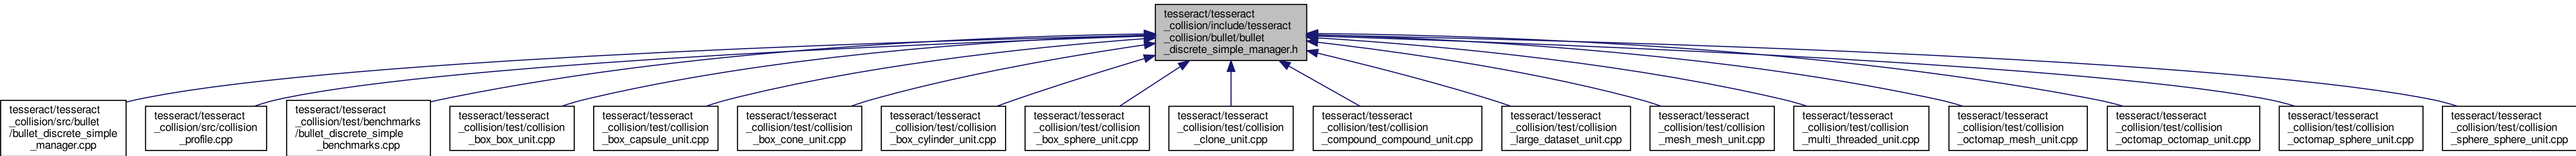 tesseract/tesseract
_collision/include/tesseract
_collision/bullet/bullet
_discrete_simple_manager.h
tesseract/tesseract
_collision/src/bullet
/bullet_discrete_simple
_manager.cpp
tesseract/tesseract
_collision/src/collision
_profile.cpp
tesseract/tesseract
_collision/test/benchmarks
/bullet_discrete_simple
_benchmarks.cpp
tesseract/tesseract
_collision/test/collision
_box_box_unit.cpp
tesseract/tesseract
_collision/test/collision
_box_capsule_unit.cpp
tesseract/tesseract
_collision/test/collision
_box_cone_unit.cpp
tesseract/tesseract
_collision/test/collision
_box_cylinder_unit.cpp
tesseract/tesseract
_collision/test/collision
_box_sphere_unit.cpp
tesseract/tesseract
_collision/test/collision
_clone_unit.cpp
tesseract/tesseract
_collision/test/collision
_compound_compound_unit.cpp
tesseract/tesseract
_collision/test/collision
_large_dataset_unit.cpp
tesseract/tesseract
_collision/test/collision
_mesh_mesh_unit.cpp
tesseract/tesseract
_collision/test/collision
_multi_threaded_unit.cpp
tesseract/tesseract
_collision/test/collision
_octomap_mesh_unit.cpp
tesseract/tesseract
_collision/test/collision
_octomap_octomap_unit.cpp
tesseract/tesseract
_collision/test/collision
_octomap_sphere_unit.cpp
tesseract/tesseract
_collision/test/collision
_sphere_sphere_unit.cpp